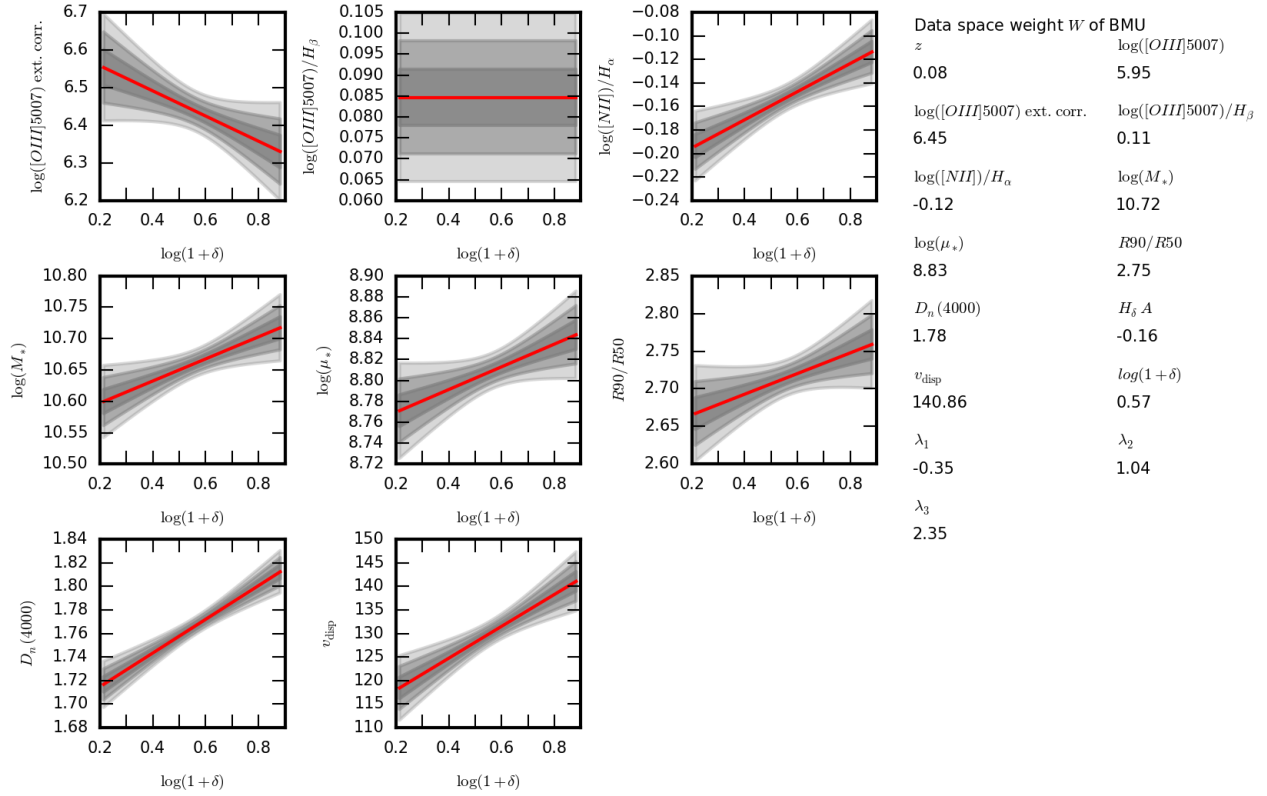 6.7
6.6
6.5
6.4
6.3
6.2
log([OIII]5007) ext. corr.
0.2 0.4 0.6 0.8
log(1+δ)
0.105
0.100
0.095
0.090
0.085
0.080
0.075
0.070
0.065
0.060
log([OIII]5007)/H_β
0.2 0.4 0.6 0.8
log(1+δ)
−0.08
−0.10
−0.12
−0.14
−0.16
−0.18
−0.20
−0.22
−0.24
log([NII])/H_α
0.2 0.4 0.6 0.8
log(1+δ)
10.80
10.75
10.70
10.65
10.60
10.55
10.50
log(M_*)
0.2 0.4 0.6 0.8
log(1+δ)
8.90
8.88
8.86
8.84
8.82
8.80
8.78
8.76
8.74
8.72
log(μ_*)
0.2 0.4 0.6 0.8
log(1+δ)
2.85
2.80
2.75
2.70
2.65
2.60
R90/R50
0.2 0.4 0.6 0.8
log(1+δ)
1.84
1.82
1.80
1.78
1.76
1.74
1.72
1.70
1.68
D_n(4000)
0.2 0.4 0.6 0.8
log(1+δ)
150
145
140
135
130
125
120
115
110
v_disp
0.2 0.4 0.6 0.8
log(1+δ)
Data space weight W of BMU
z log([OIII]5007)
0.08 5.95
log([OIII]5007) ext. corr. log([OIII]5007)/H_β
6.45 0.11
log([NII])/H_α log(M_*)
-0.12 10.72
log(μ_*) R90/R50
8.83 2.75
D_n(4000) H_δ A
1.78 -0.16
v_disp log(1+δ)
140.86 0.57
λ_1 λ_2
-0.35 1.04
λ_3
2.35